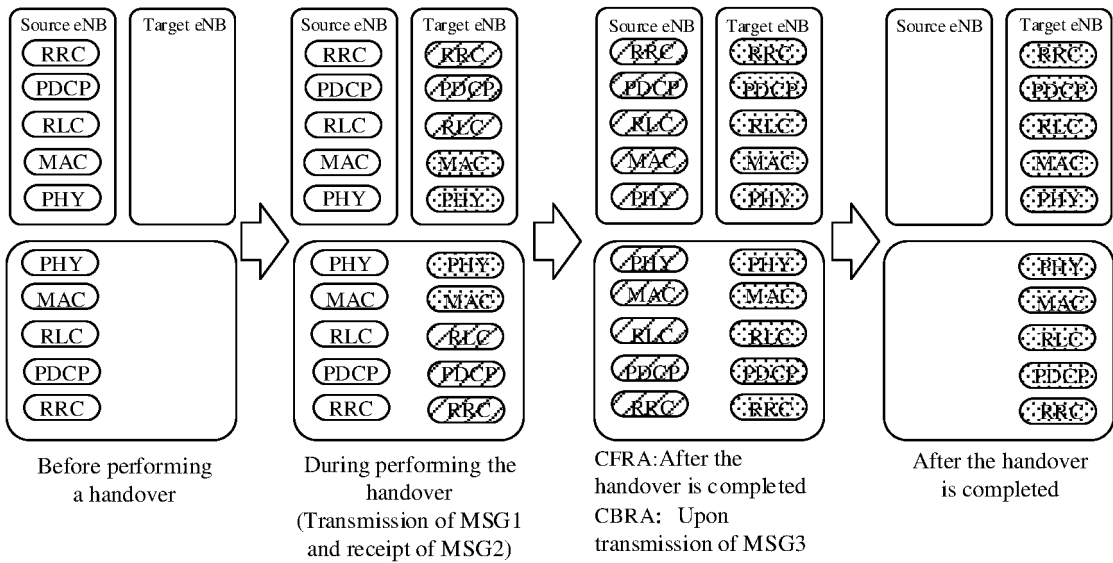 Source eNB
RRC
PDCP
RLC
MAC
PHY
Target eNB
PHY
MAC
RLC
PDCP
RRC
Before performing
a handover
Source eNB
RRC
PDCP
RLC
MAC
PHY
Target eNB
RRC
PDCP
RLC
MAC
PHY
PHY
MAC
RLC
PDCP
RRC
PHY
MAC
RLC
PDCP
RRC
During performing the
handover
(Transmission of MSG1
and receipt of MSG2)
Source eNB
RRC
PDCP
RLC
MAC
PHY
Target eNB
RRC
PDCP
RLC
MAC
PHY
PHY
MAC
RLC
PDCP
RRC
PHY
MAC
RLC
PDCP
RRC
CFRA:After the
handover is completed
CBRA: Upon
transmission of MSG3
Source eNB
Target eNB
RRC
PDCP
RLC
MAC
PHY
PHY
MAC
RLC
PDCP
RRC
After the handover
is completed